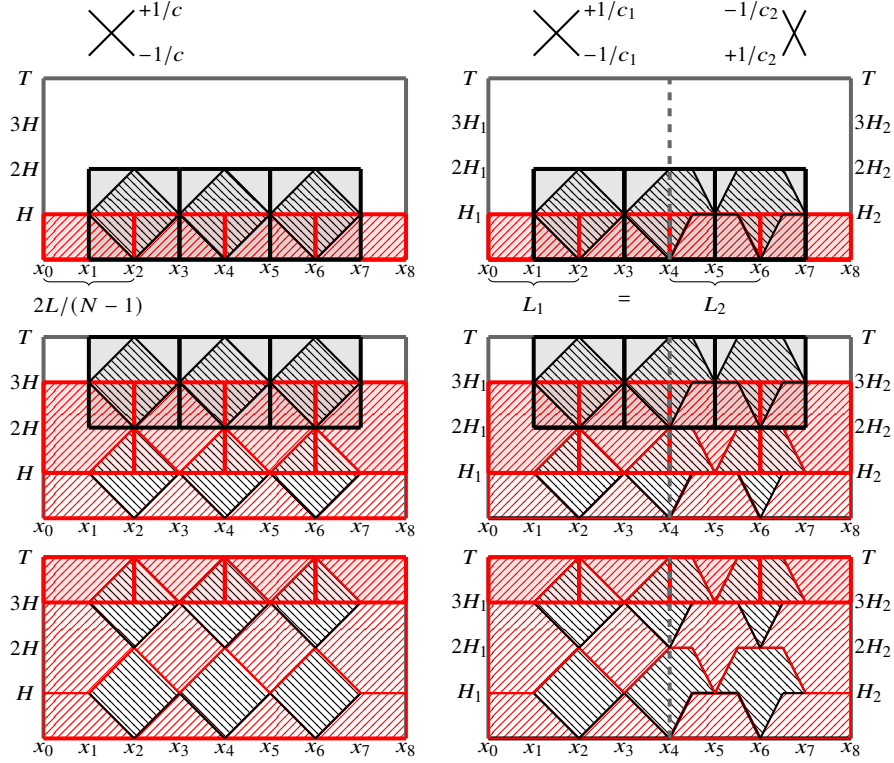 +1/c
−1/c
+1/c₁
−1/c₁
−1/c₂
+1/c₂
T
3H
2H
H
x₀ x₁ x₂ x₃ x₄ x₅ x₆ x₇ x₈
2L/(N − 1)
T
3H₁ 3H₂
2H₁ 2H₂
H₁ H₂
x₀ x₁ x₂ x₃ x₄ x₅ x₆ x₇ x₈
L₁ = L₂
T
3H
2H
H
x₀ x₁ x₂ x₃ x₄ x₅ x₆ x₇ x₈
T
3H₁ 3H₂
2H₁ 2H₂
H₁ H₂
x₀ x₁ x₂ x₃ x₄ x₅ x₆ x₇ x₈
T
3H
2H
H
x₀ x₁ x₂ x₃ x₄ x₅ x₆ x₇ x₈
T
3H₁ 3H₂
2H₁ 2H₂
H₁ H₂
x₀ x₁ x₂ x₃ x₄ x₅ x₆ x₇ x₈